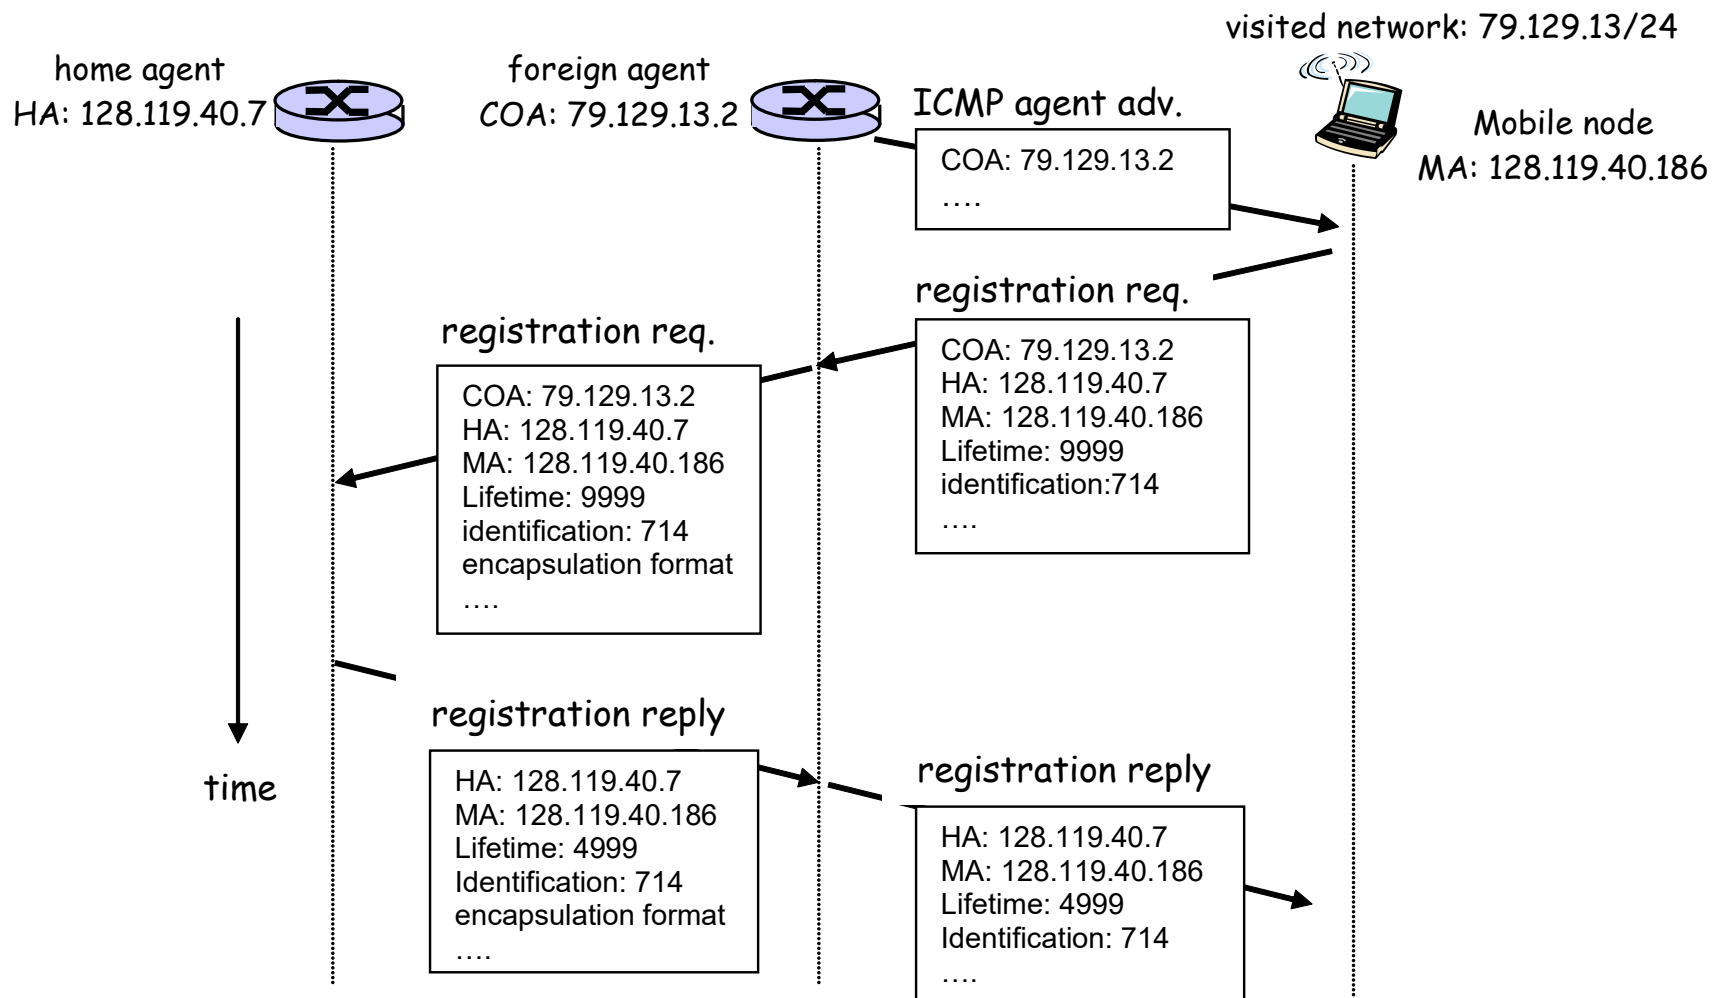 visited network: 79.129.13/24
home agent
HA: 128.119.40.7
foreign agent
COA: 79.129.13.2
ICMP agent adv.
Mobile node
MA: 128.119.40.186
COA: 79.129.13.2
….
registration req.
COA: 79.129.13.2
HA: 128.119.40.7
MA: 128.119.40.186
Lifetime: 9999
identification:714
….
registration req.
COA: 79.129.13.2
HA: 128.119.40.7
MA: 128.119.40.186
Lifetime: 9999
identification: 714
encapsulation format
….
time
registration reply
HA: 128.119.40.7
MA: 128.119.40.186
Lifetime: 4999
Identification: 714
encapsulation format
….
registration reply
HA: 128.119.40.7
MA: 128.119.40.186
Lifetime: 4999
Identification: 714
….